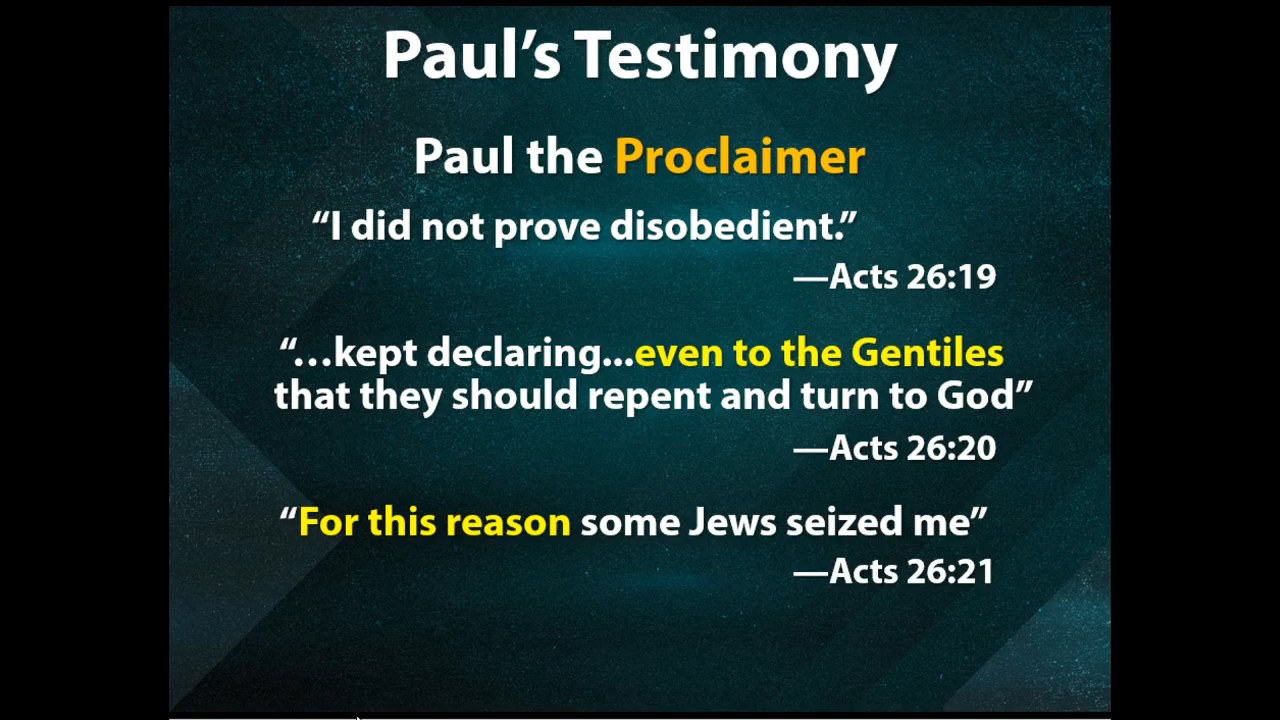 Paul’s Testimony
Paul the Proclaimer
“I did not prove disobedient.”
—Acts 26:19
“…kept declaring...even to the Gentiles
that they should repent and turn to God”
—Acts 26:20
“For this reason some Jews seized me”
—Acts 26:21